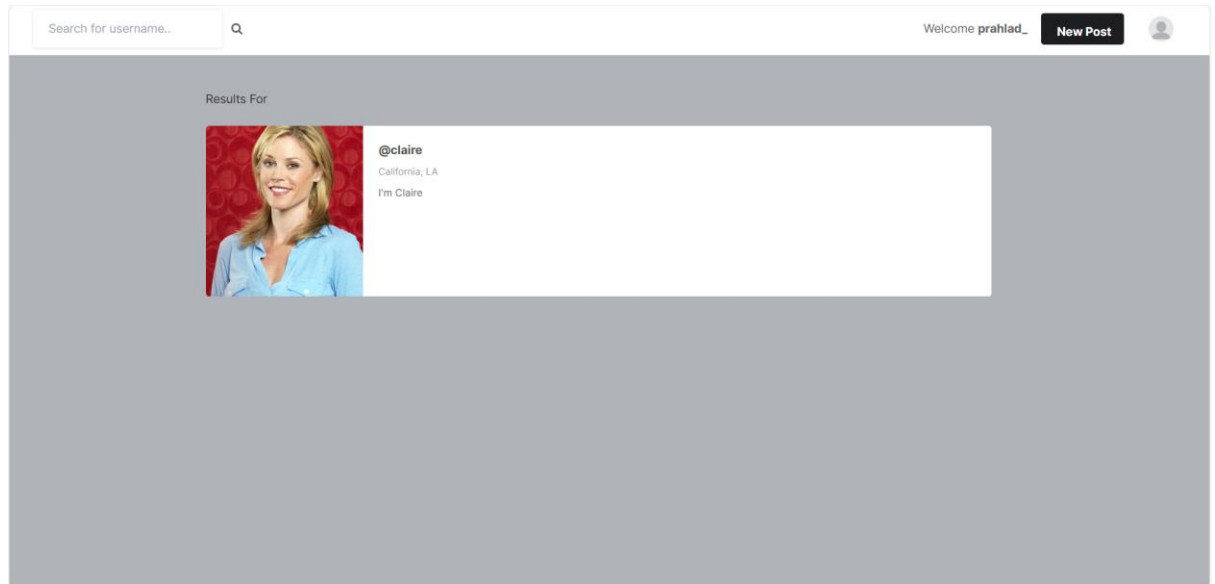 Search for username..
Welcome prahlad_
New Post
Results For
@claire
California, LA
I'm Claire